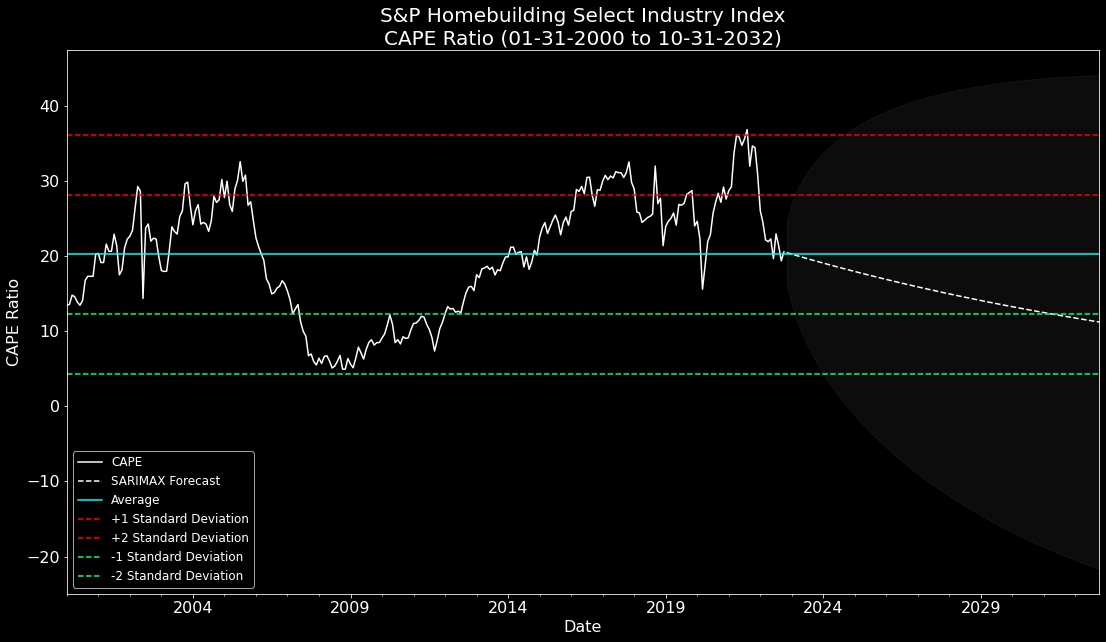 S&P Homebuilding Select Industry Index
CAPE Ratio (01-31-2000 to 10-31-2032)
CAPE Ratio
40
30
20
10
0
−10
−20
CAPE
SARIMAX Forecast
Average
+1 Standard Deviation
+2 Standard Deviation
-1 Standard Deviation
-2 Standard Deviation
2004 2009 2014 2019 2024 2029
Date